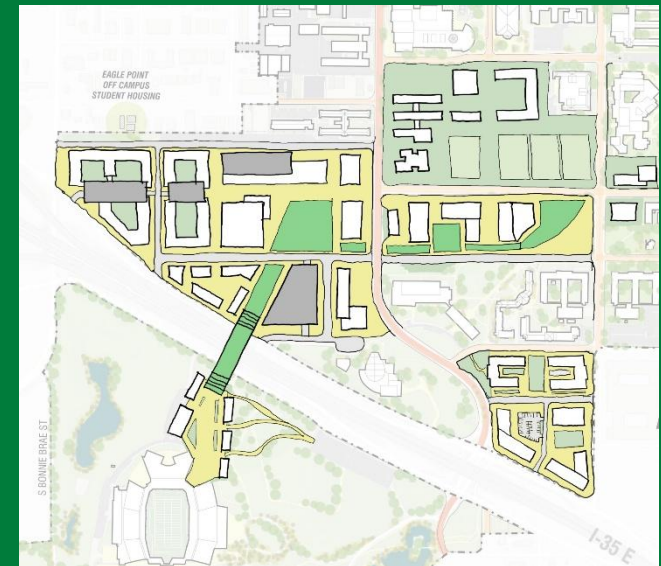 EAGLE POINT
OFF CAMPUS
STUDENT HOUSING
S BONNIE BRAE ST
I-35 E